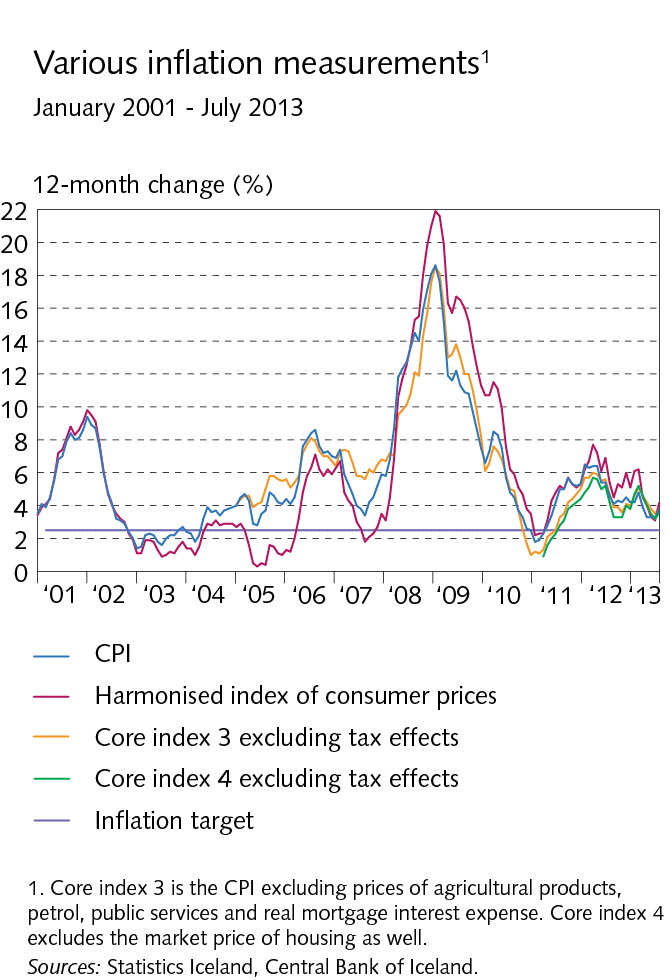 Various inflation measurements¹
January 2001 - July 2013
12-month change (%)
22
20
18
16
14
12
10
8
6
4
2
0
‘01 ‘02 ‘03 ‘04 ‘05 ‘06 ‘07 ‘08 ‘09 ‘10 ‘11 ‘12 ‘13
CPI
Harmonised index of consumer prices
Core index 3 excluding tax effects
Core index 4 excluding tax effects
Inflation target
1. Core index 3 is the CPI excluding prices of agricultural products,
petrol, public services and real mortgage interest expense. Core index 4
excludes the market price of housing as well.
Sources: Statistics Iceland, Central Bank of Iceland.